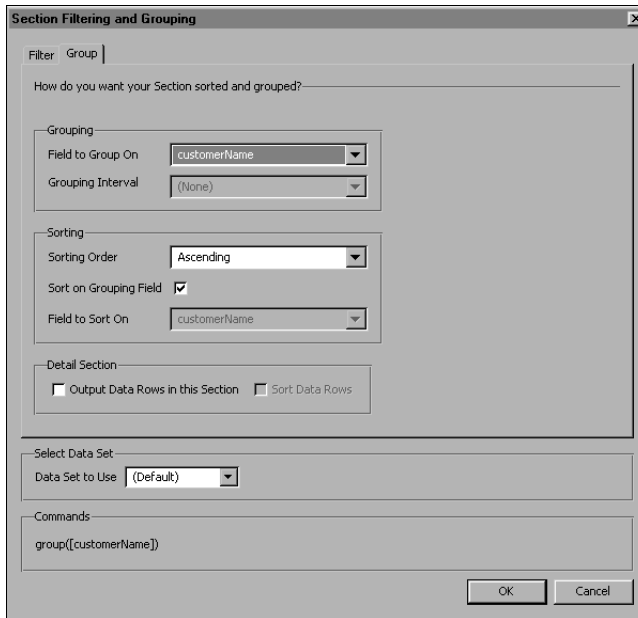 Section Filtering and Grouping
Filter Group
How do you want your Section sorted and grouped?
Grouping
Field to Group On customerName
Grouping Interval (None)
Sorting
Sorting Order Ascending
Sort on Grouping Field
Field to Sort On customerName
Detail Section
Output Data Rows in this Section Sort Data Rows
Select Data Set
Data Set to Use (Default)
Commands
group([customerName])
OK Cancel